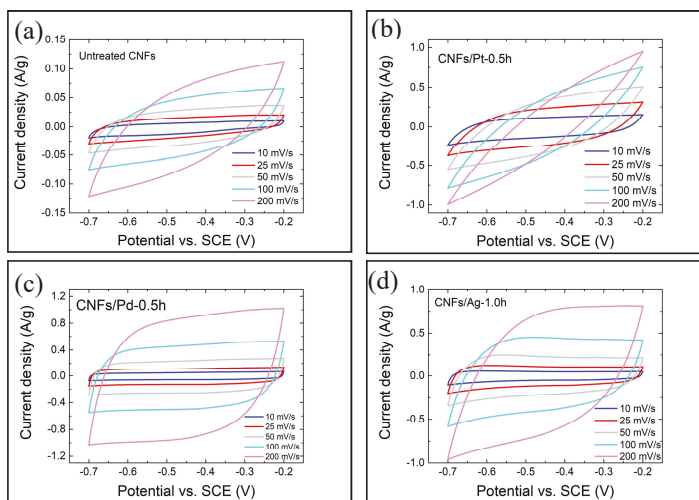 (a)
Untreated CNFs
Current density (A/g)
0.15
0.10
0.05
0.00
-0.05
-0.10
-0.15
10 mV/s
25 mV/s
50 mV/s
100 mV/s
200 mV/s
-0.7 -0.6 -0.5 -0.4 -0.3 -0.2
Potential vs. SCE (V)
(b)
CNFs/Pt-0.5h
Current density (A/g)
1.0
0.5
0.0
-0.5
-1.0
10 mV/s
25 mV/s
50 mV/s
100 mV/s
200 mV/s
-0.7 -0.6 -0.5 -0.4 -0.3 -0.2
Potential vs. SCE (V)
(c)
CNFs/Pd-0.5h
Current density (A/g)
1.2
0.8
0.4
0.0
-0.4
-0.8
-1.2
10 mV/s
25 mV/s
50 mV/s
100 mV/s
200 mV/s
-0.7 -0.6 -0.5 -0.4 -0.3 -0.2
Potential vs. SCE (V)
(d)
CNFs/Ag-1.0h
Current density (A/g)
1.0
0.5
0.0
-0.5
-1.0
10 mV/s
25 mV/s
50 mV/s
100 mV/s
200 mV/s
-0.7 -0.6 -0.5 -0.4 -0.3 -0.2
Potential vs. SCE (V)